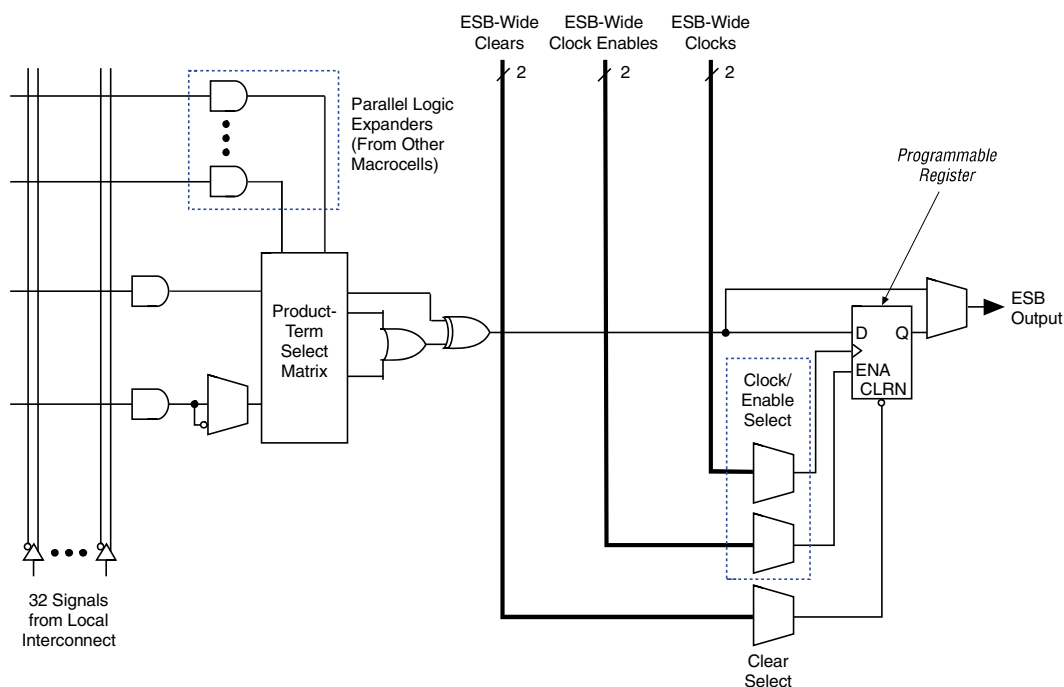 ESB-Wide
Clears
ESB-Wide
Clock Enables
ESB-Wide
Clocks
2
2
2
Parallel Logic
Expanders
(From Other
Macrocells)
Programmable
Register
Product-
Term
Select
Matrix
ESB
Output
D
Q
ENA
CLRN
Clock/
Enable
Select
32 Signals
from Local
Interconnect
Clear
Select